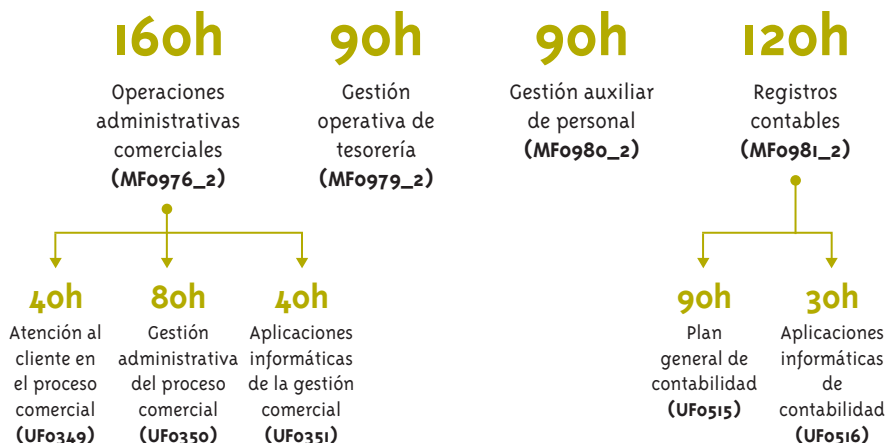 160h
Operaciones
administrativas
comerciales
(MF0976_2)
90h
Gestión
operativa de
tesorería
(MF0979_2)
90h
Gestión auxiliar
de personal
(MF0980_2)
120h
Registros
contables
(MF0981_2)
40h
Atención al
cliente en
el proceso
comercial
(UF0349)
80h
Gestión
administrativa
del proceso
comercial
(UF0350)
40h
Aplicaciones
informáticas
de la gestión
comercial
(UF0351)
90h
Plan
general de
contabilidad
(UF0515)
30h
Aplicaciones
informáticas
de
contabilidad
(UF0516)